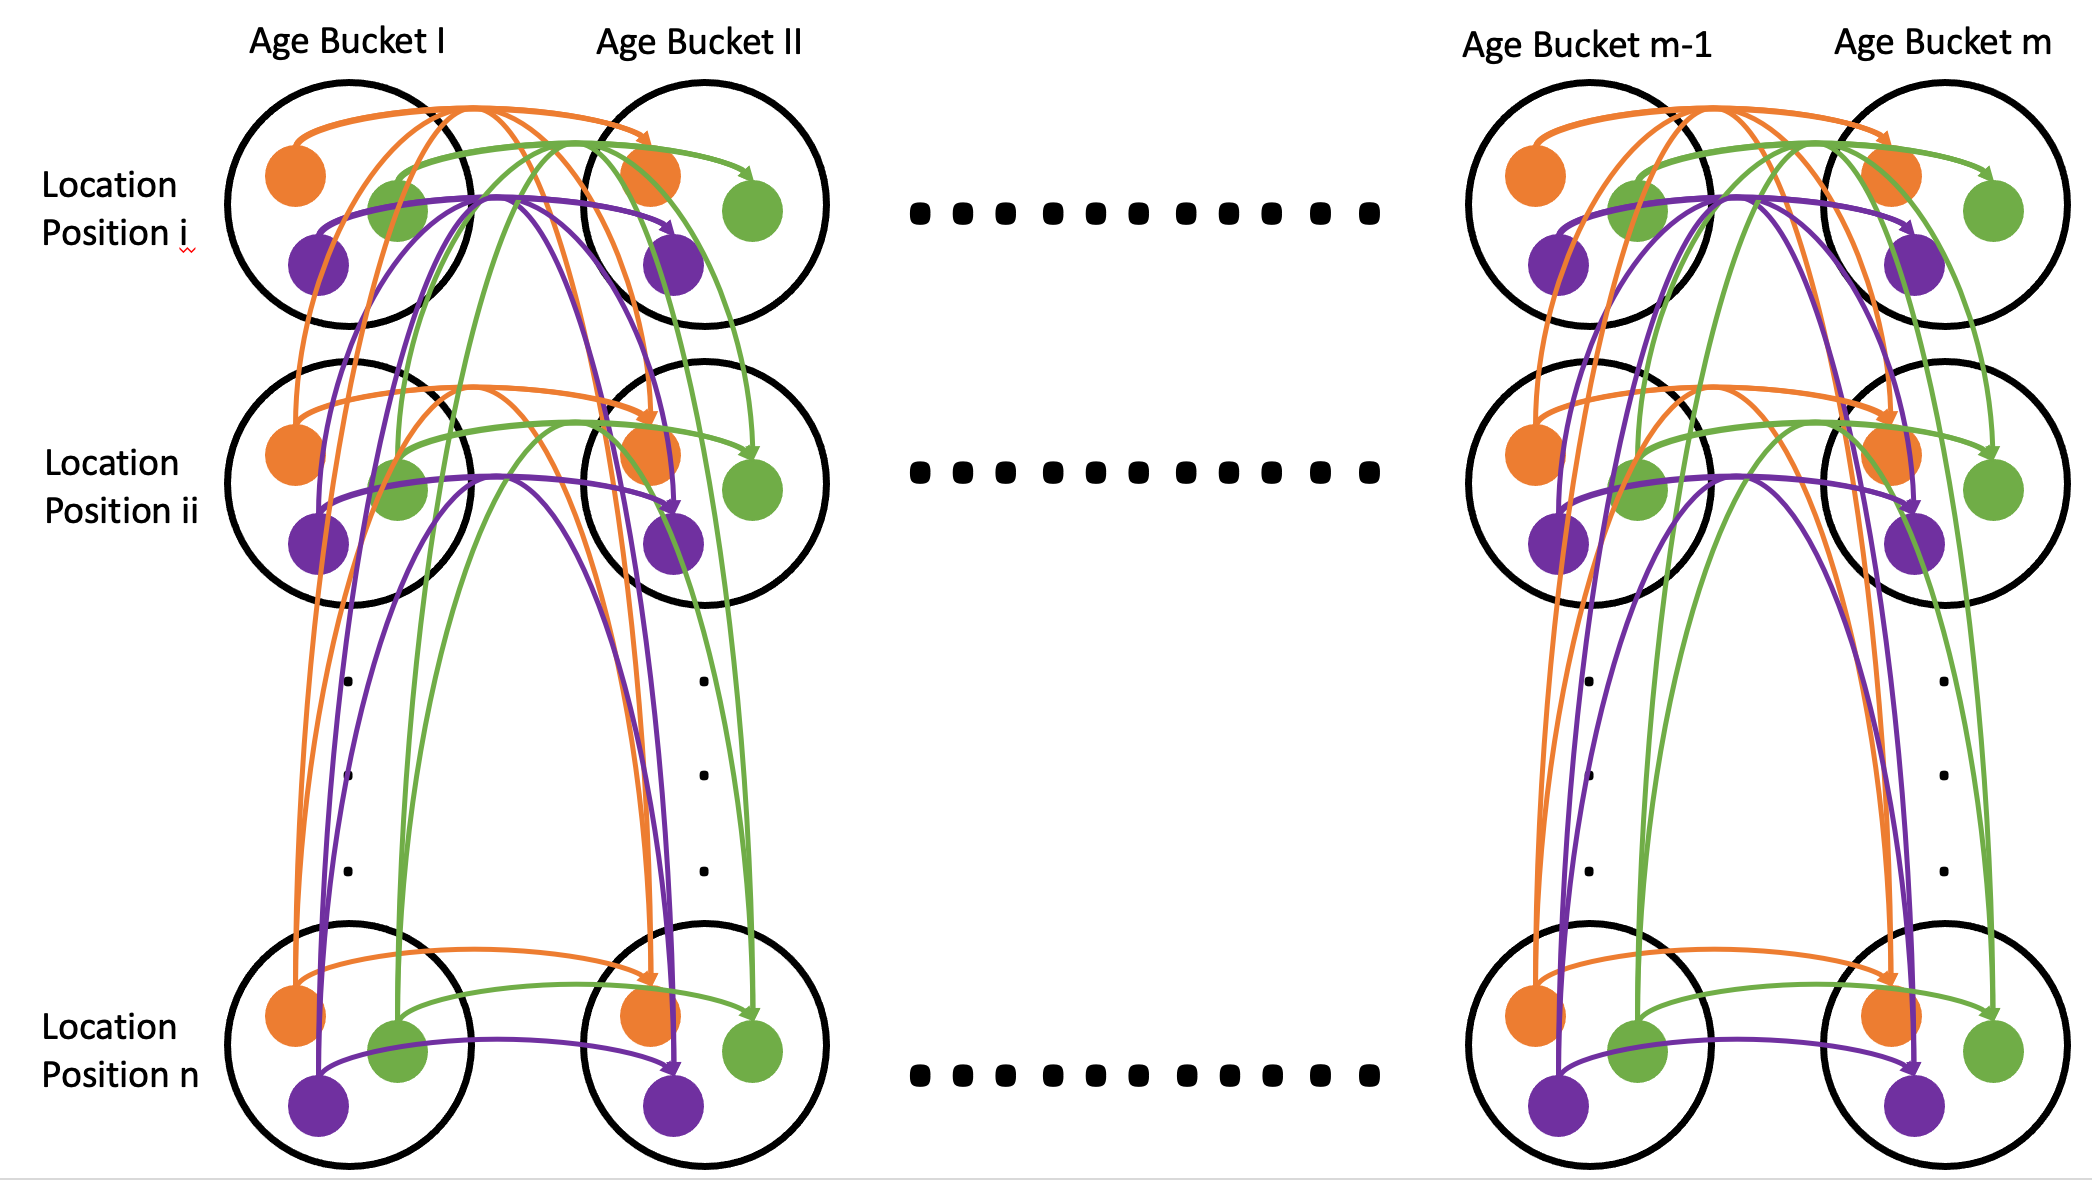 Age Bucket I
Age Bucket II
Age Bucket m-1
Age Bucket m
Location
Position i
Location
Position ii
Location
Position n